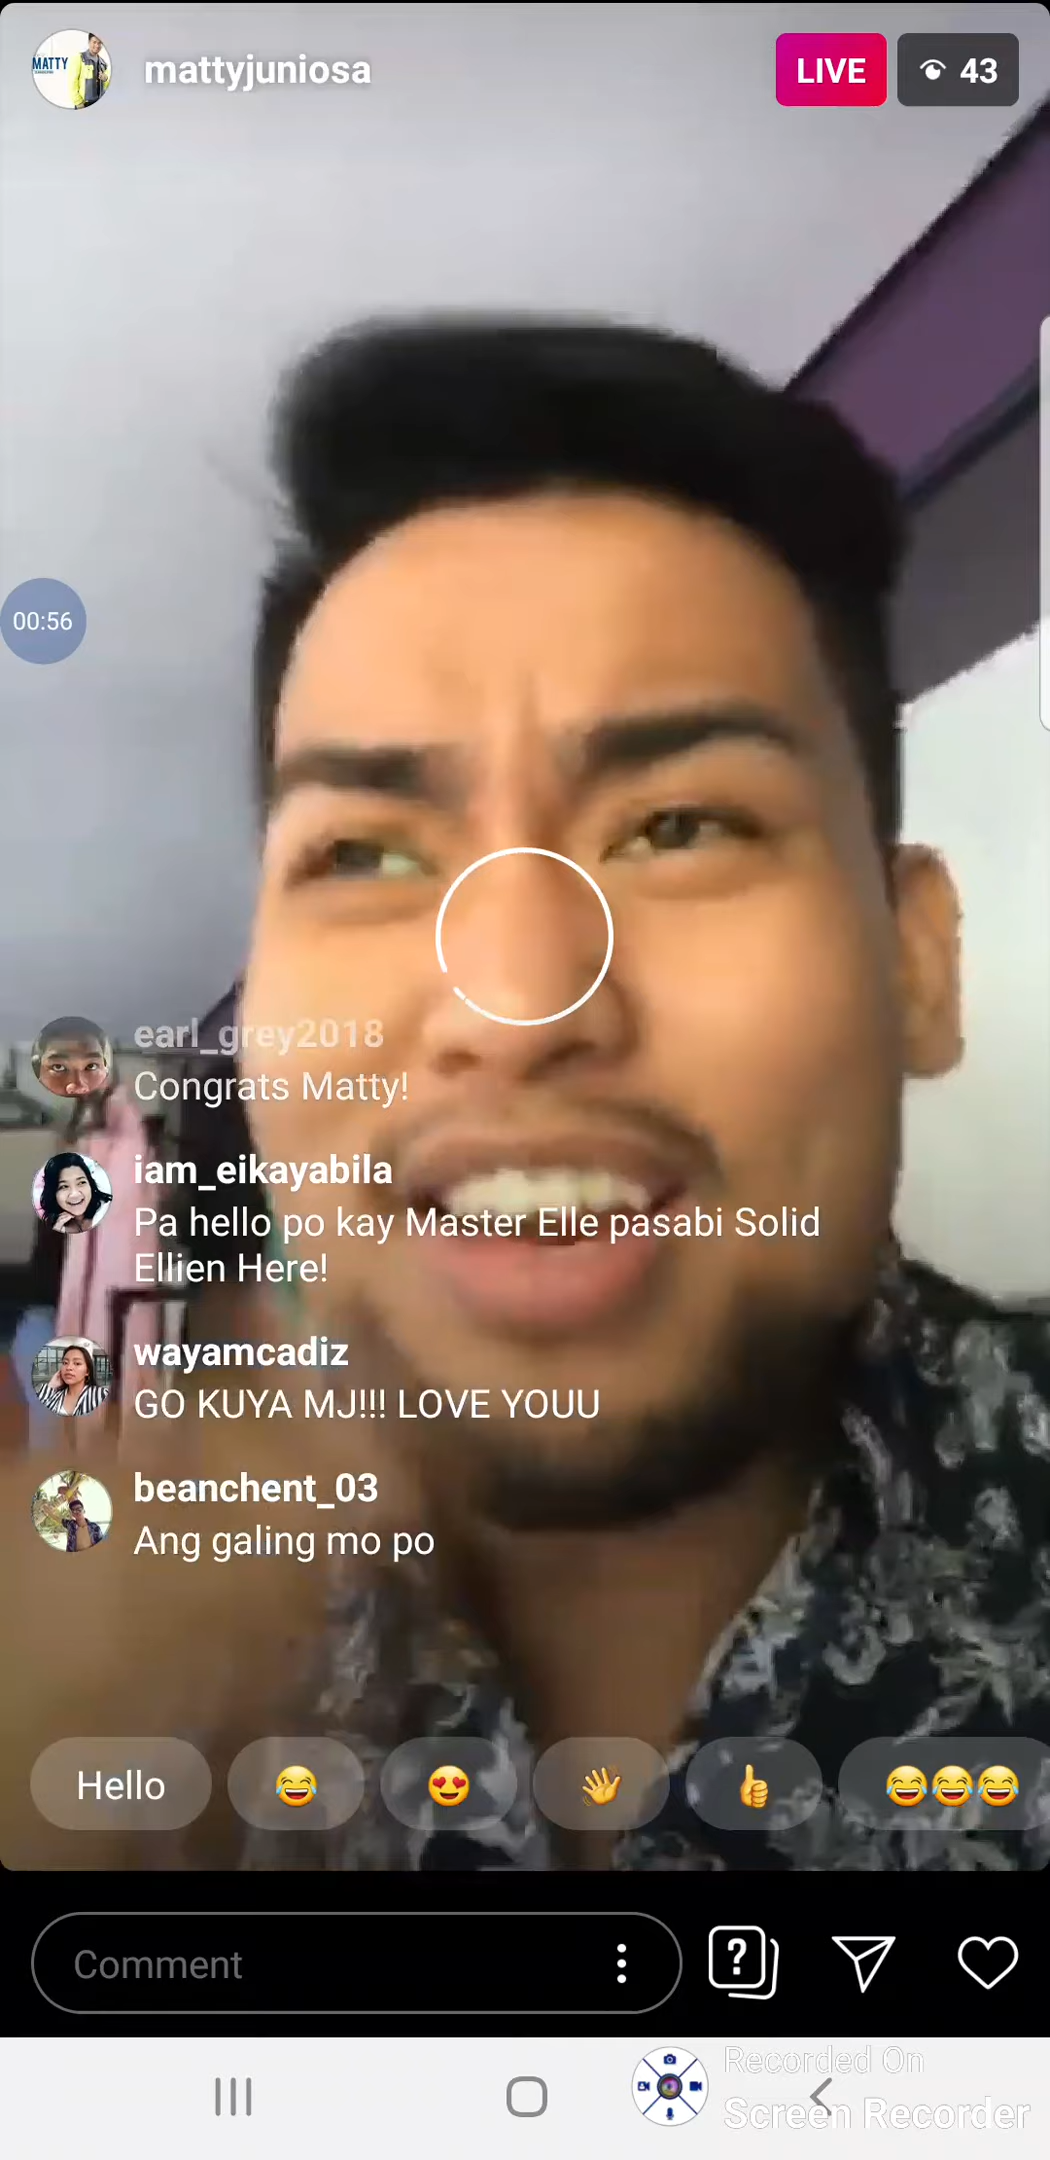 MATTY
mattyjuniosa
LIVE
43
00:56
earl_grey2018
Congrats Matty!
iam_eikayabila
Pa hello po kay Master Elle pasabi Solid
Ellien Here!
wayamcadiz
GO KUYA MJ!!! LOVE YOUU
beanchent_03
Ang galing mo po
Hello
Comment
Recorded On
Screen Recorder